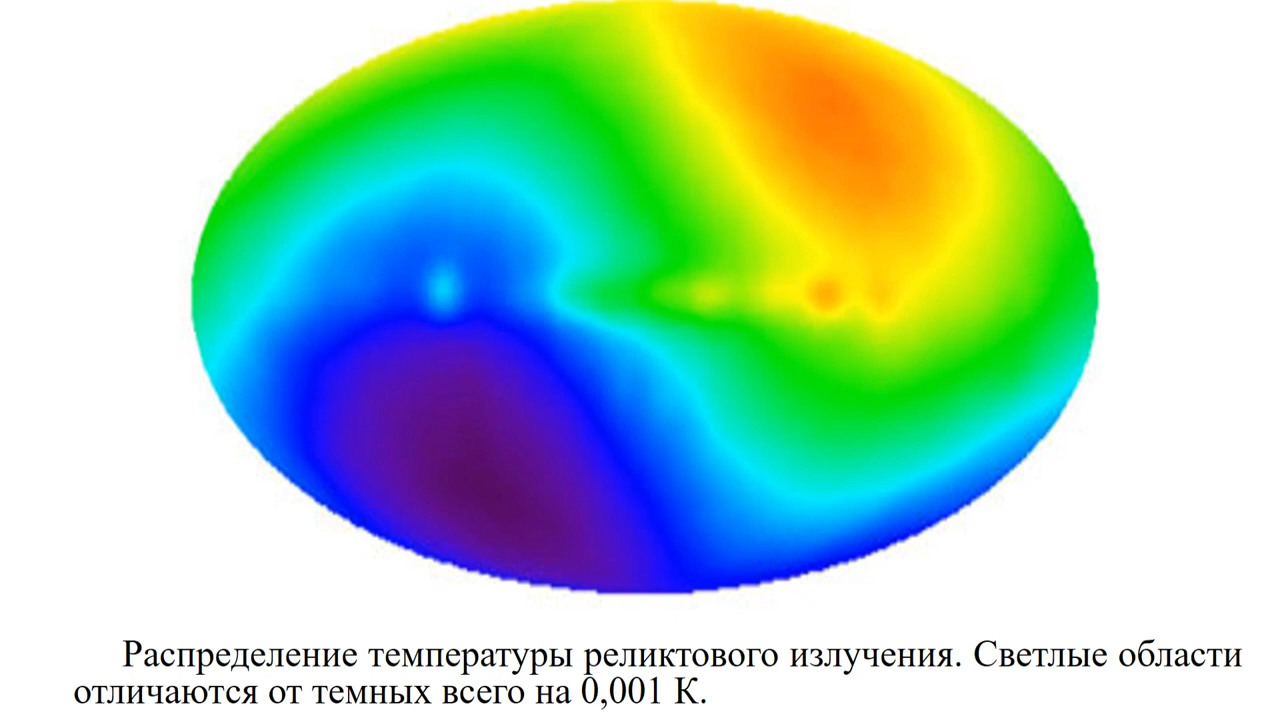 Распределение температуры реликтового излучения. Светлые области
отличаются от темных всего на 0,001 К.